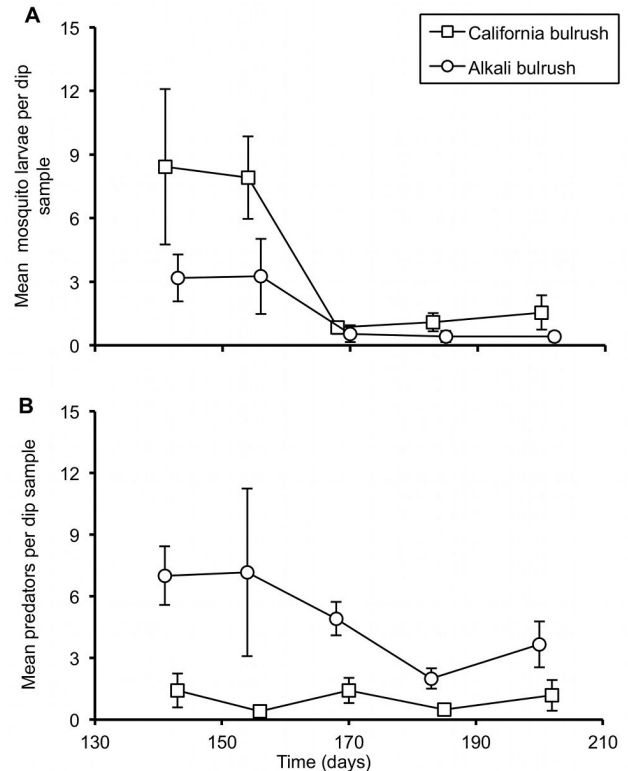 A
15
12
9
6
3
0
Mean mosquito larvae per dip
sample
California bulrush
Alkali bulrush
B
15
12
9
6
3
0
Mean predators per dip sample
130
150
170
190
210
Time (days)